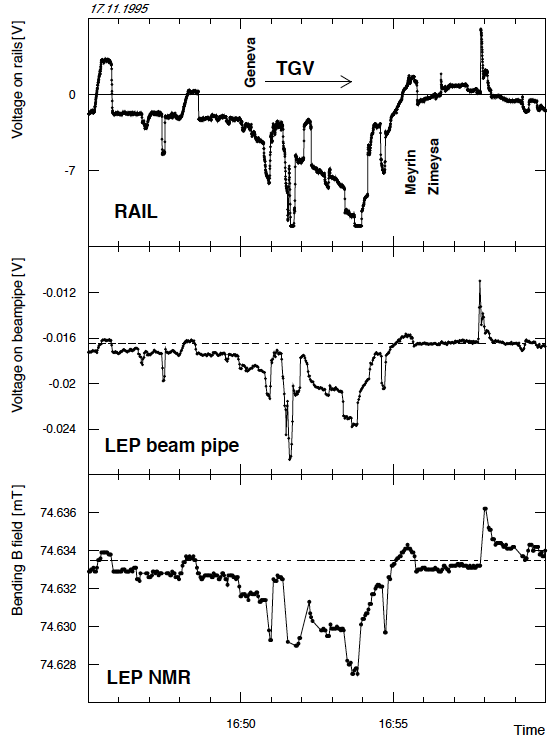 17.11.1995
Voltage on rails [V]
0
-7
Geneva
TGV
Meyrin
Zimeysa
RAIL
Voltage on beampipe [V]
-0.012
-0.016
-0.02
-0.024
LEP beam pipe
Bending B field [mT]
74.636
74.634
74.632
74.630
74.628
LEP NMR
16:50
16:55
Time